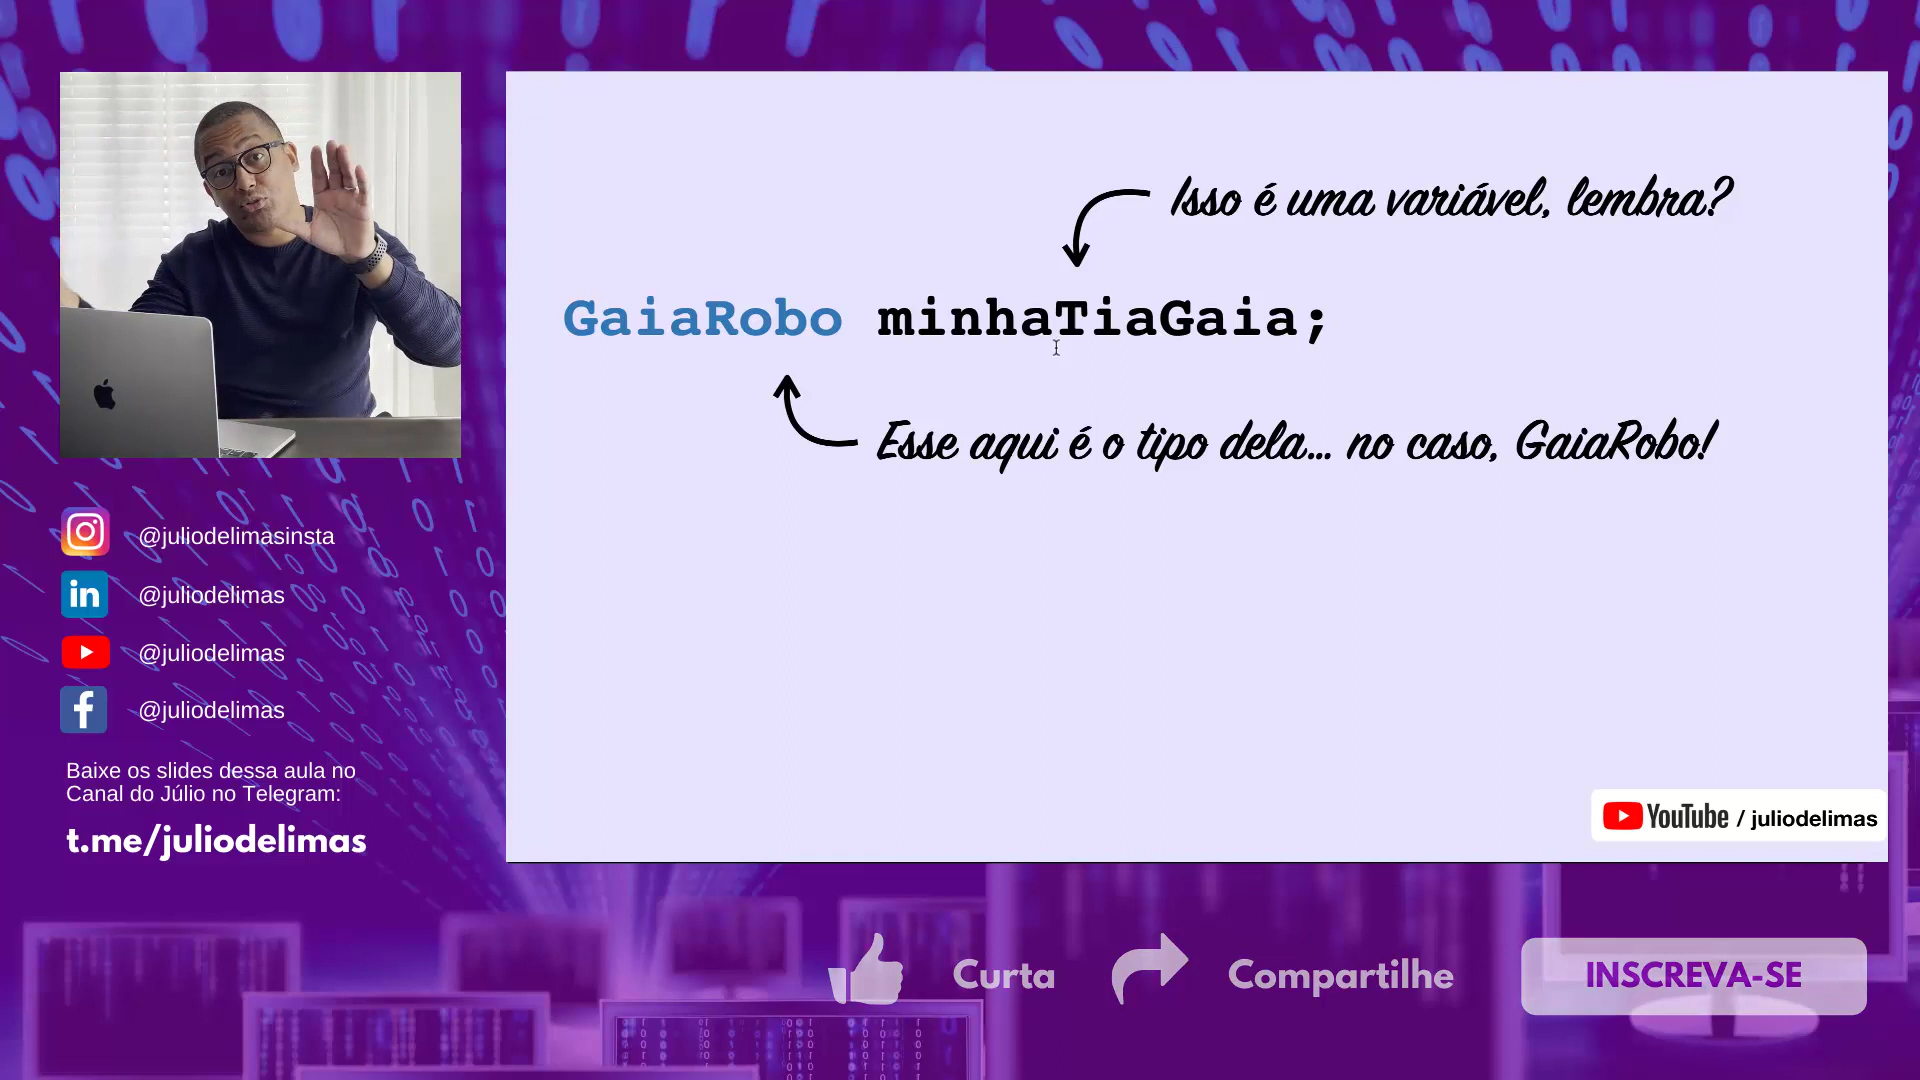 Isso é uma variável, lembra?
GaiaRobo minhaTiaGaia;
Esse aqui é o tipo dela... no caso, GaiaRobo!
@juliodelimasinsta
in
@juliodelimas
@juliodelimas
f
@juliodelimas
Baixe os slides dessa aula no
Canal do Júlio no Telegram:
t.me/juliodelimas
YouTube / juliodelimas
Curta
Compartilhe
INSCREVA-SE